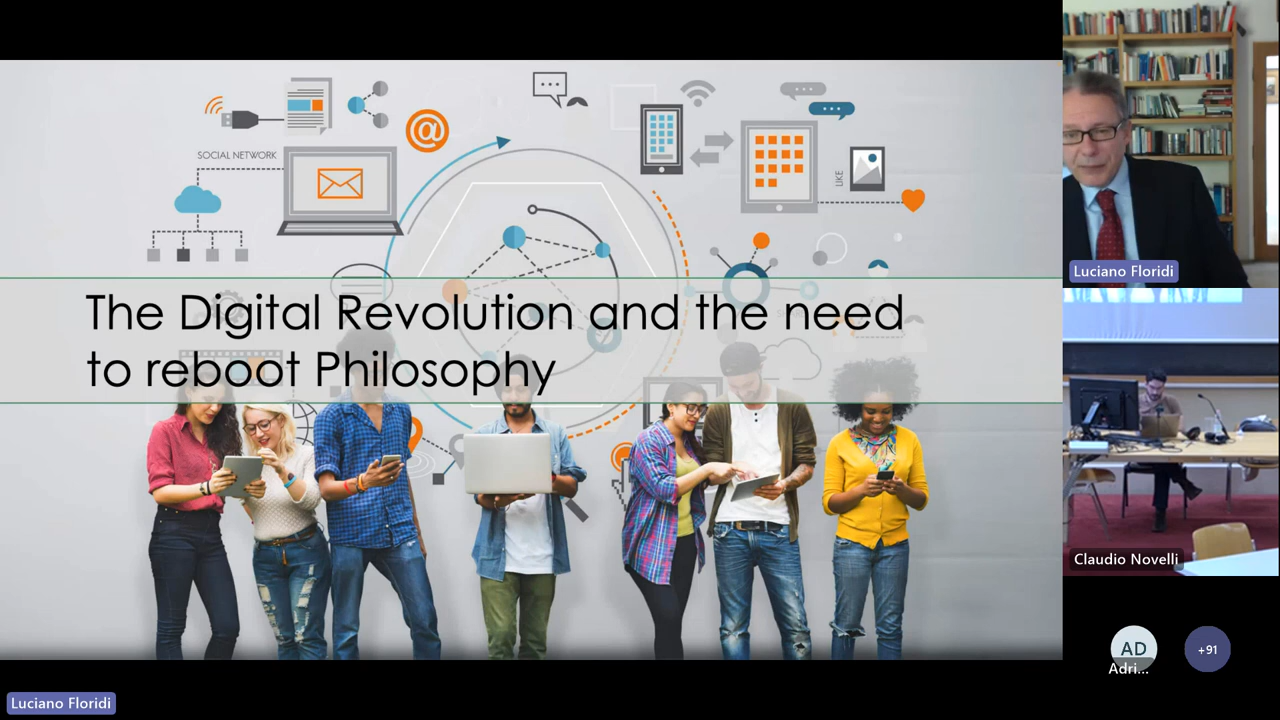 SOCIAL NETWORK
@
LIKE
The Digital Revolution and the need
to reboot Philosophy
Luciano Floridi
Luciano Floridi
Claudio Novelli
AD
Adri...
+91